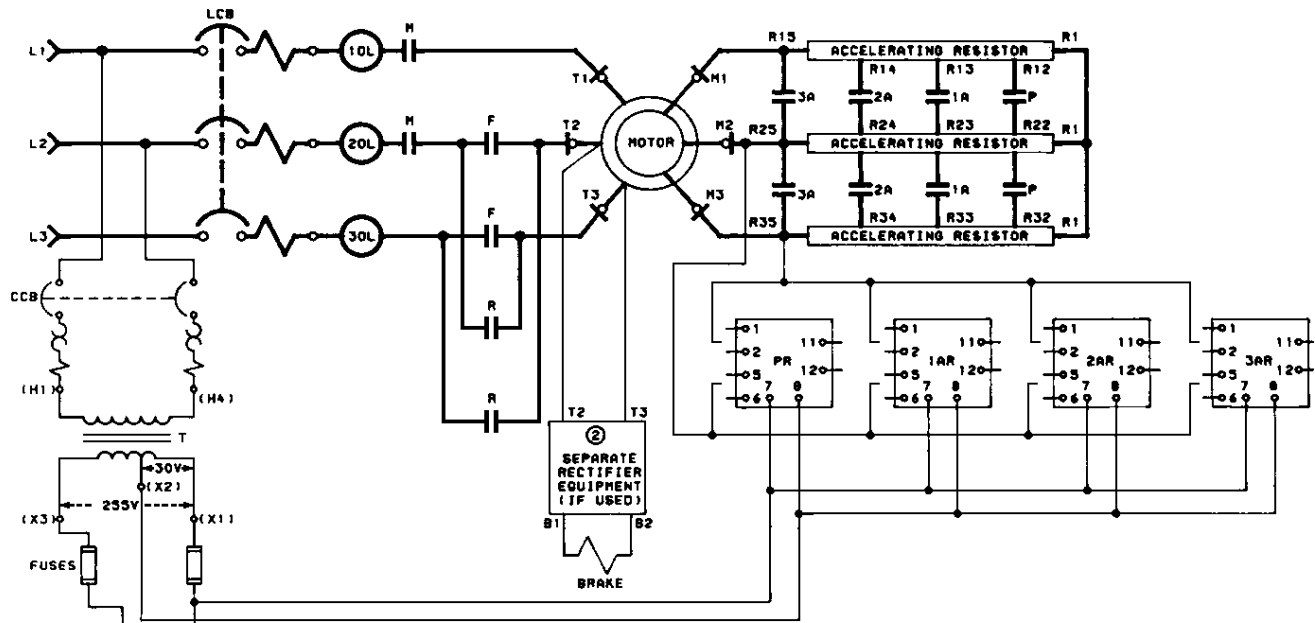 LCB
L1
1OL
M
T1
M1
R15
ACCELERATING RESISTOR
R1
R14
R13
R12
3A
2A
1A
P
L2
2OL
M
F
T2
MOTOR
M2
R25
R24
R23
R22
ACCELERATING RESISTOR
R1
3A
2A
1A
P
L3
3OL
F
T3
M3
R35
R34
R33
R32
ACCELERATING RESISTOR
R1
CCB
R
R
(H1)
(H4)
T
30V
(X2)
255V
(X3)
(X1)
FUSES
T2
T3
2
SEPARATE
RECTIFIER
EQUIPMENT
(IF USED)
B1
B2
BRAKE
1
2
5
6
PR
7
8
11
12
1
2
5
6
1AR
7
8
11
12
1
2
5
6
2AR
7
8
11
12
1
2
5
6
3AR
7
8
11
12